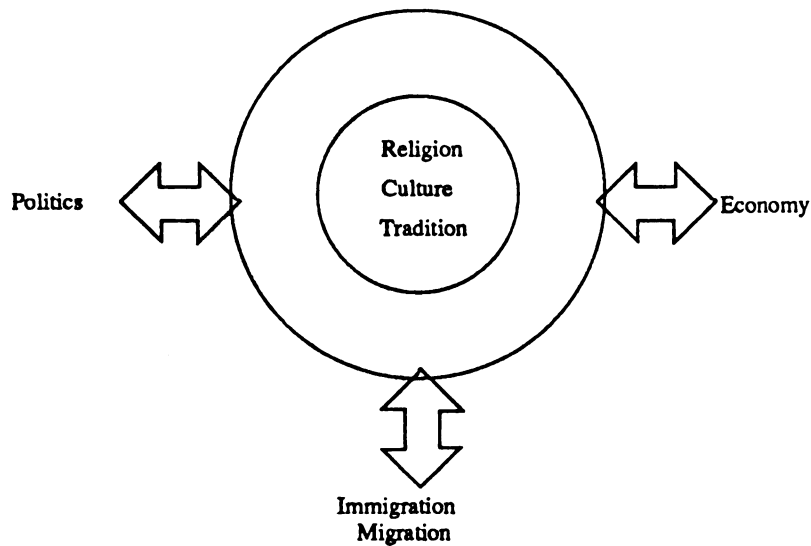 Religion
Culture
Tradition
Politics
Economy
Immigration
Migration